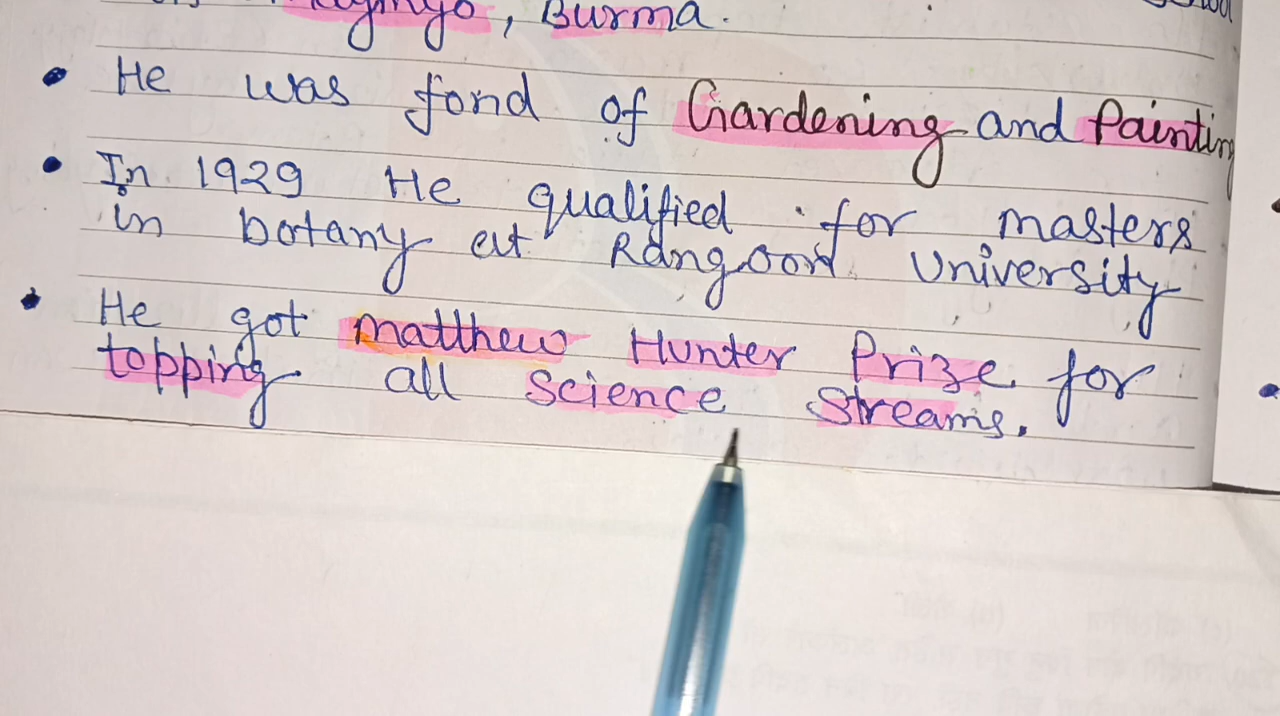 , Burma.
• He was fond of Gardening and Paintin
• In 1929 He qualified for masters
in botany at Rangoon University
• He got Matthew Hunter Prize for
topping all Science Streams.